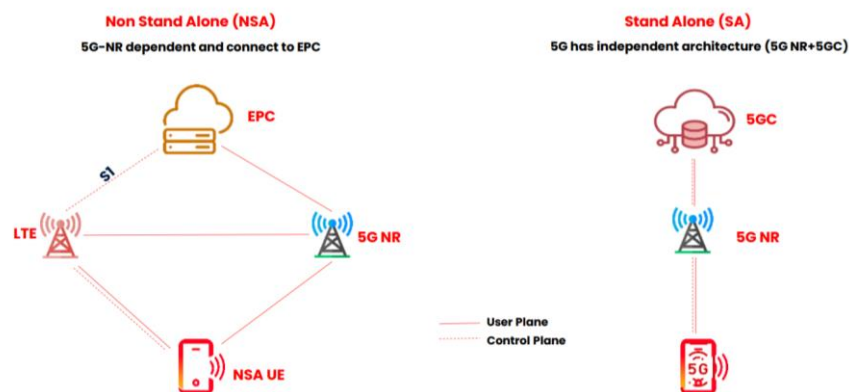 Non Stand Alone (NSA)
5G-NR dependent and connect to EPC
EPC
S1
LTE
5G NR
NSA UE
Stand Alone (SA)
5G has independent architecture (5G NR+5GC)
5GC
5G NR
5G
User Plane
Control Plane